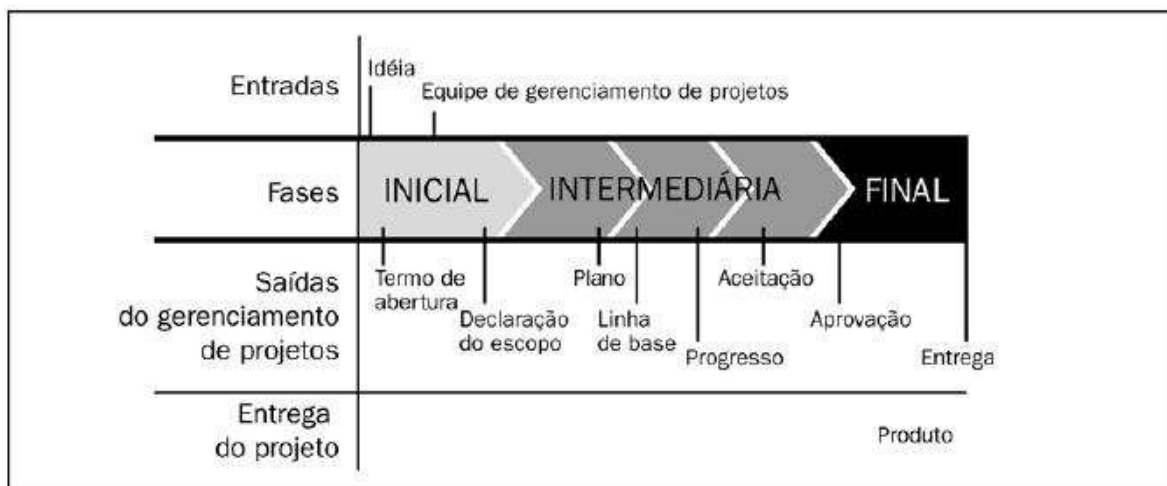 Idéia
Entradas
Equipe de gerenciamento de projetos
Fases
INICIAL
INTERMEDIÁRIA
FINAL
Saídas
do gerenciamento
de projetos
Termo de
abertura
Declaração
do escopo
Plano
Linha
de base
Progresso
Aceitação
Aprovação
Entrega
Entrega
do projeto
Produto